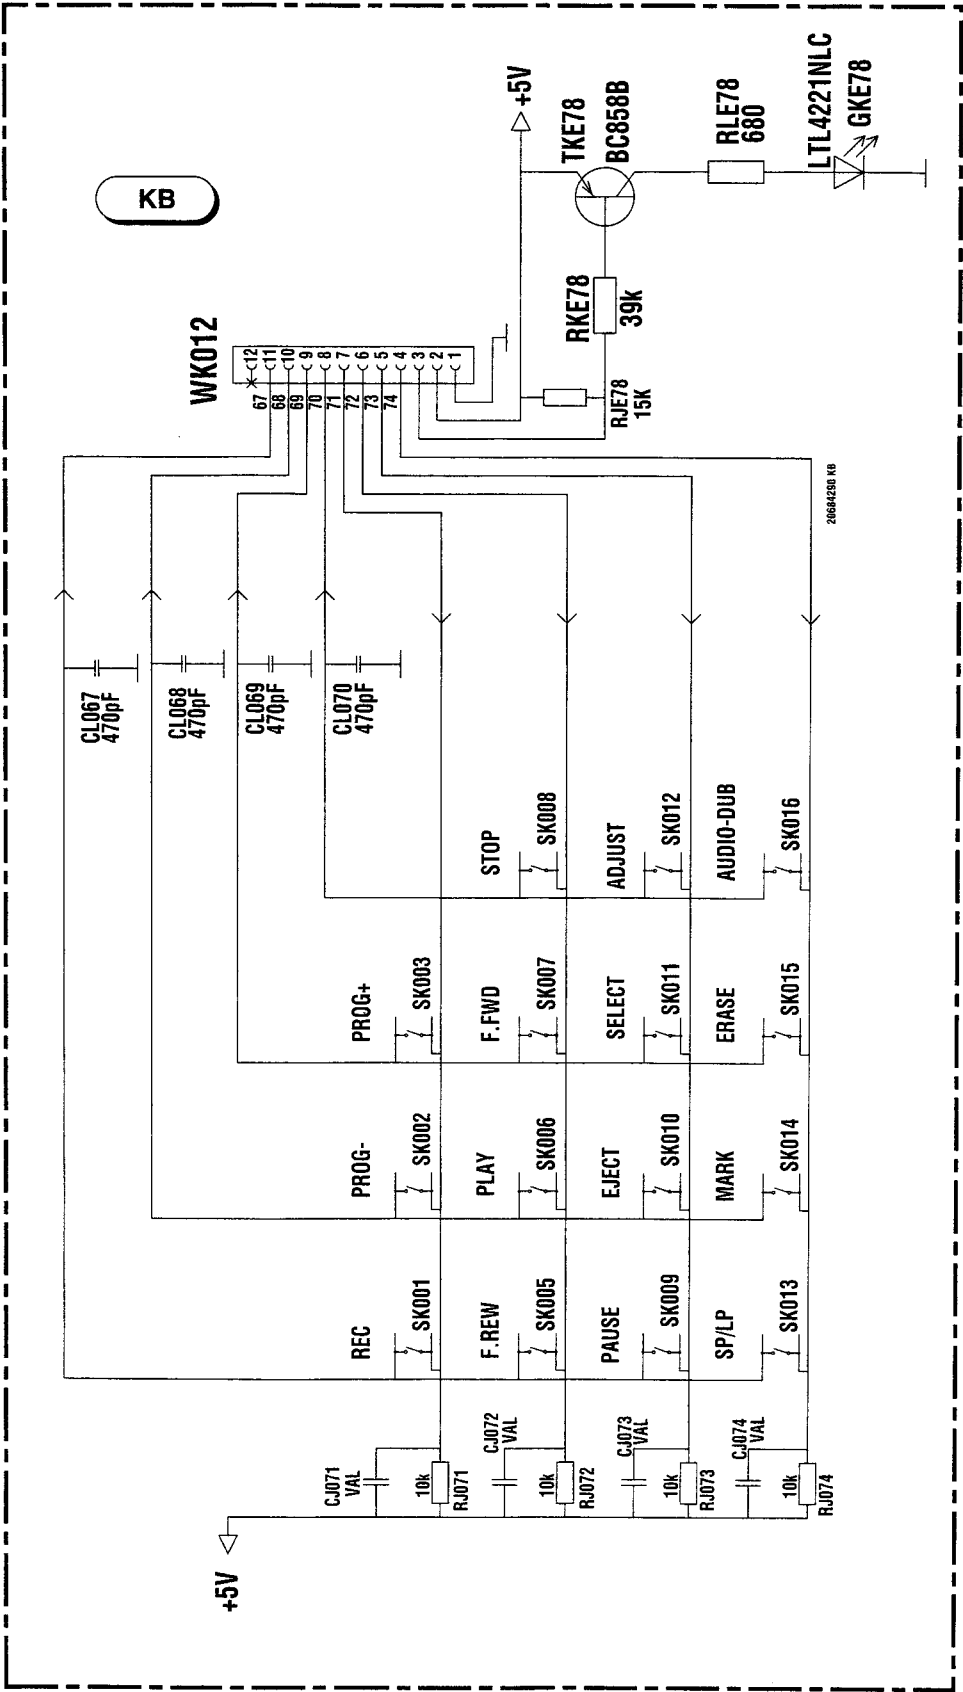 KB
WK012
12
11
10
9
8
7
6
5
4
3
2
1
67
68
69
70
71
72
73
74
+5V
TKE78
BC858B
RLE78
680
LTL4221NLC
GKE78
RKE78
39k
RJE78
15K
20684290 KB
CL067
470pF
CL068
470pF
CL069
470pF
CL070
470pF
STOP
SK008
ADJUST
SK012
AUDIO-DUB
SK016
PROG+
SK003
F.FWD
SK007
SELECT
SK011
ERASE
SK015
PROG-
SK002
PLAY
SK006
EJECT
SK010
MARK
SK014
REC
SK001
F.REW
SK005
PAUSE
SK009
SP/LP
SK013
CJ071
VAL
10k
RJ071
CJ072
VAL
10k
RJ072
CJ073
VAL
10k
RJ073
CJ074
VAL
10k
RJ074
+5V